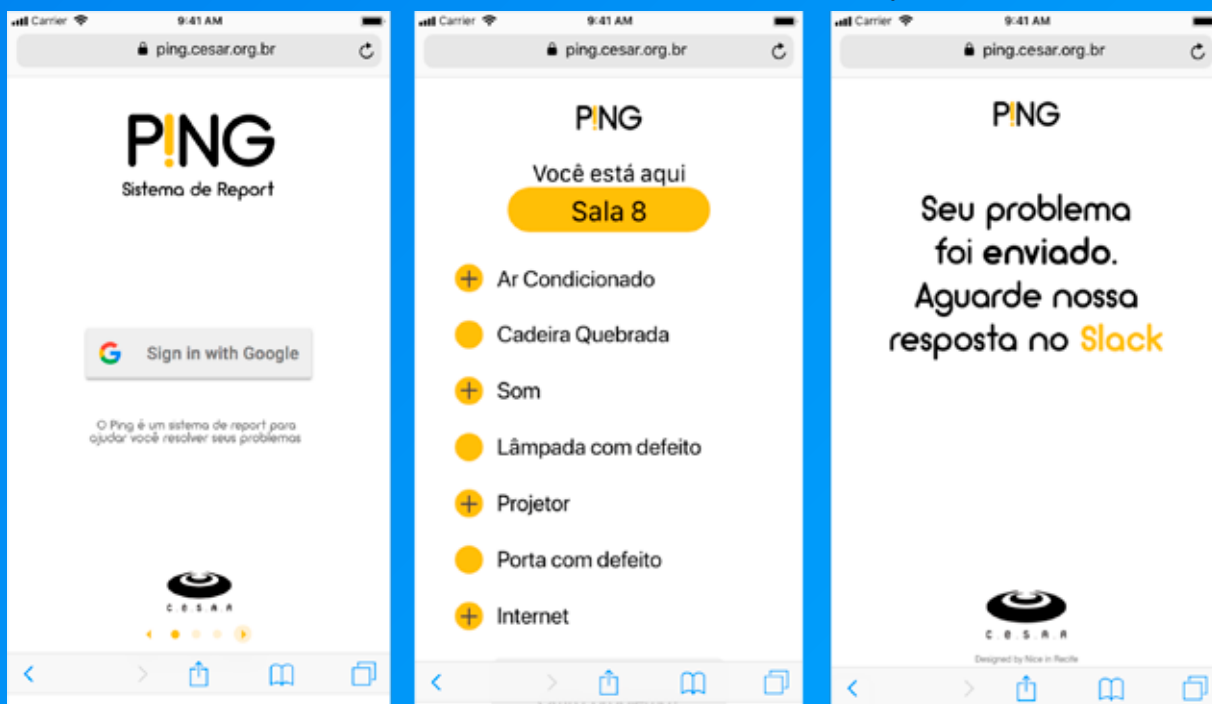 Carrier 9:41 AM
ping.cesar.org.br
P!NG
Sistema de Report
G Sign in with Google
O Ping é um sistema de report para
ajudar você resolver seus problemas
C.E.S.A.R
Carrier 9:41 AM
ping.cesar.org.br
P!NG
Você está aqui
Sala 8
Ar Condicionado
Cadeira Quebrada
Som
Lâmpada com defeito
Projetor
Porta com defeito
Internet
Carrier 9:41 AM
ping.cesar.org.br
P!NG
Seu problema
foi enviado.
Aguarde nossa
resposta no Slack
C.E.S.A.R
Designed by Nice in Recife